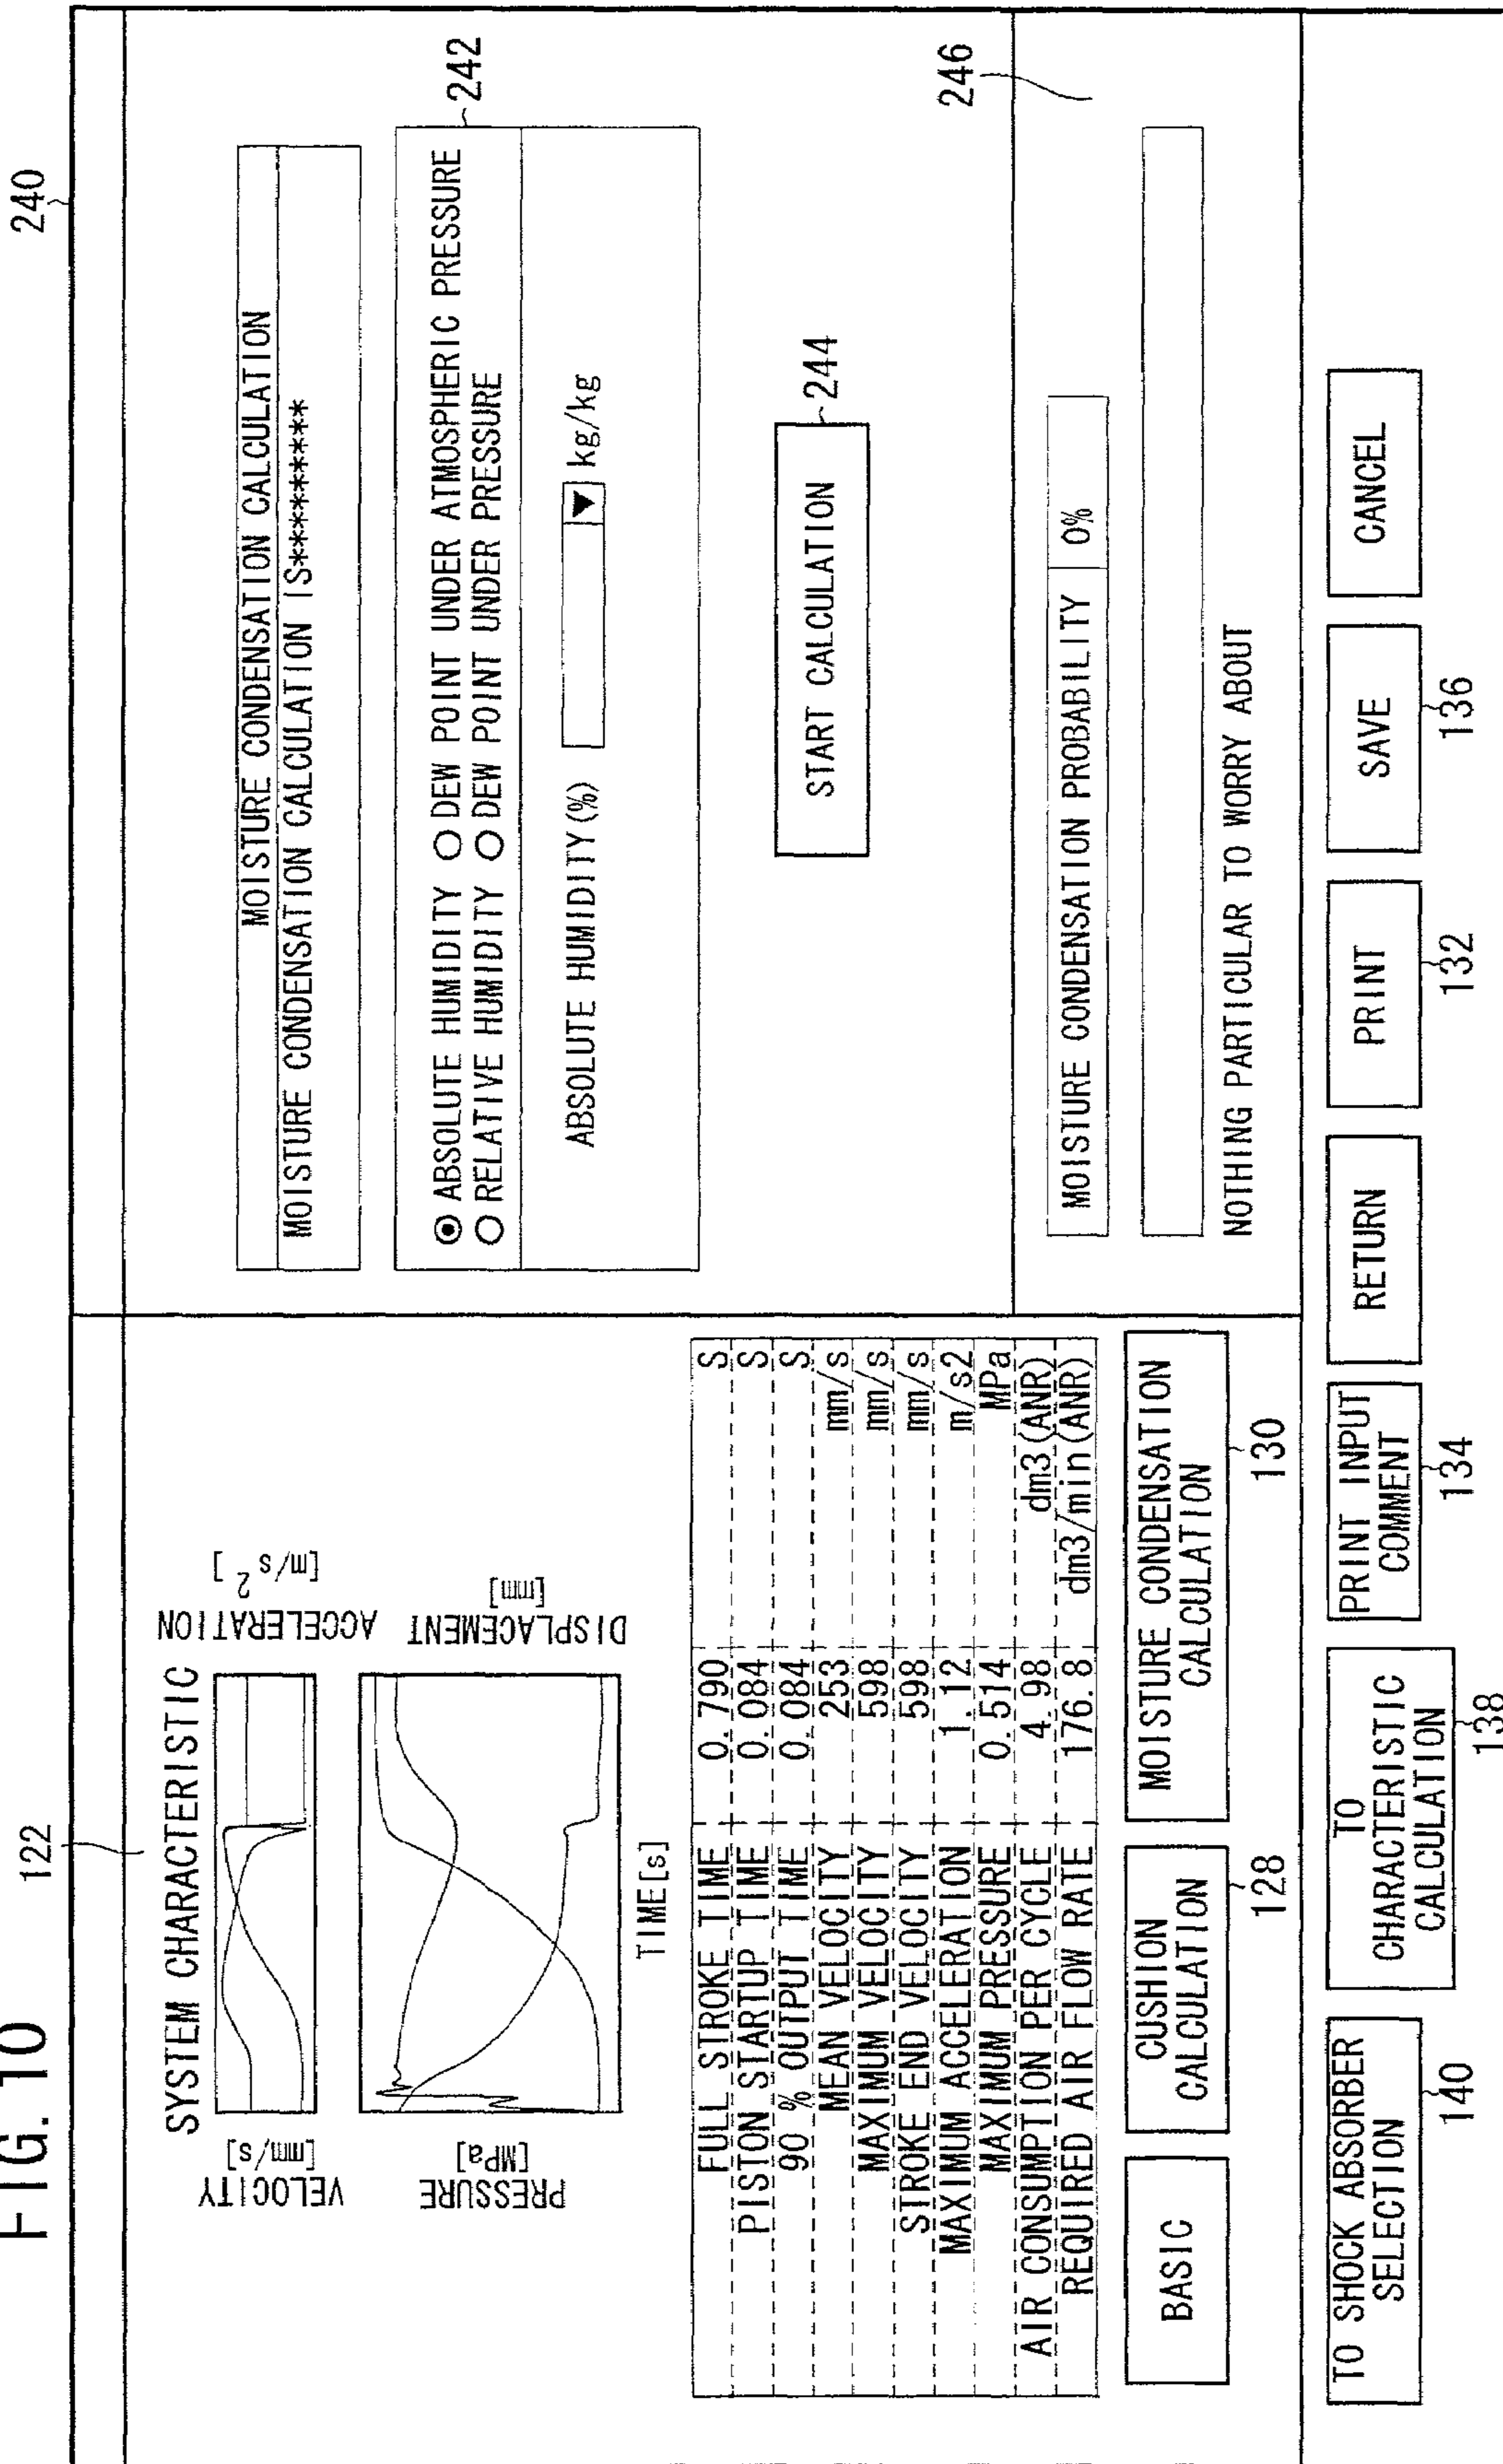 FIG. 10
122
240
SYSTEM CHARACTERISTIC
VELOCITY
[mm/s]
ACCELERATION
[m/s2]
PRESSURE
[MPa]
DISPLACEMENT
[mm]
TIME[s]
FULL STROKE TIME 0.790 S
PISTON STARTUP TIME 0.084 S
90 % OUTPUT TIME 0.084 S
MEAN VELOCITY 253 mm/s
MAXIMUM VELOCITY 598 mm/s
STROKE END VELOCITY 598 mm/s
MAXIMUM ACCELERATION 1.12 m/s2
MAXIMUM PRESSURE 0.514 MPa
AIR CONSUMPTION PER CYCLE 4.98 dm3(ANR)
REQUIRED AIR FLOW RATE 176.8 dm3/min(ANR)
BASIC
CUSHION
CALCULATION
128
MOISTURE CONDENSATION
CALCULATION
130
MOISTURE CONDENSATION CALCULATION
MOISTURE CONDENSATION CALCULATION IS*********
ABSOLUTE HUMIDITY DEW POINT UNDER ATMOSPHERIC PRESSURE
RELATIVE HUMIDITY DEW POINT UNDER PRESSURE
242
ABSOLUTE HUMIDITY(%) ▼ kg/kg
START CALCULATION
244
246
MOISTURE CONDENSATION PROBABILITY 0%
NOTHING PARTICULAR TO WORRY ABOUT
TO SHOCK ABSORBER
SELECTION
140
TO
CHARACTERISTIC
CALCULATION
138
PRINT INPUT
COMMENT
134
RETURN
PRINT
132
SAVE
136
CANCEL